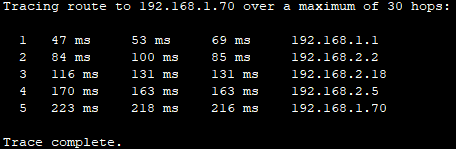 Tracing route to 192.168.1.70 over a maximum of 30 hops:
1 47 ms 53 ms 69 ms 192.168.1.1
2 84 ms 100 ms 85 ms 192.168.2.2
3 116 ms 131 ms 131 ms 192.168.2.18
4 170 ms 163 ms 163 ms 192.168.2.5
5 223 ms 218 ms 216 ms 192.168.1.70
Trace complete.